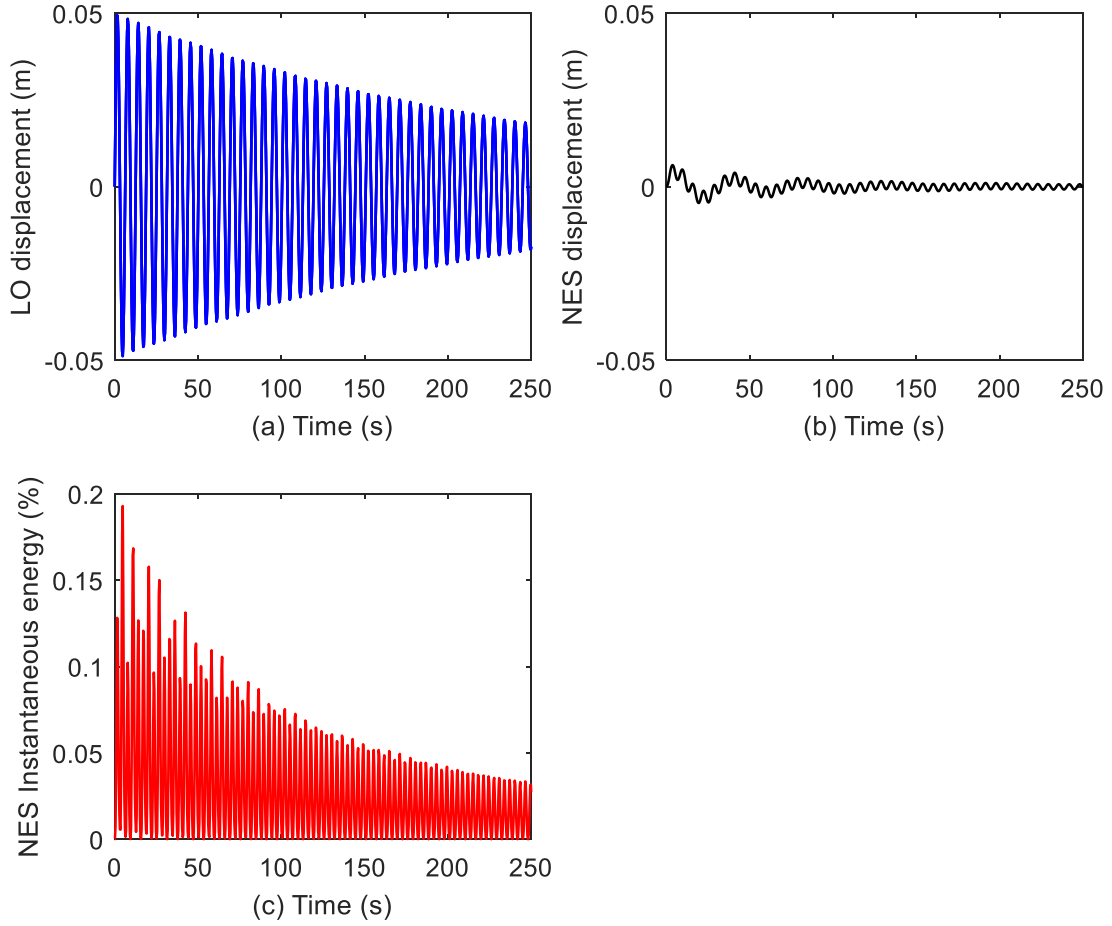 0.05
0
-0.05
LO displacement (m)
0 50 100 150 200 250
(a) Time (s)
0.05
0
-0.05
NES displacement (m)
0 50 100 150 200 250
(b) Time (s)
0.2
0.15
0.1
0.05
0
NES Instantaneous energy (%)
0 50 100 150 200 250
(c) Time (s)